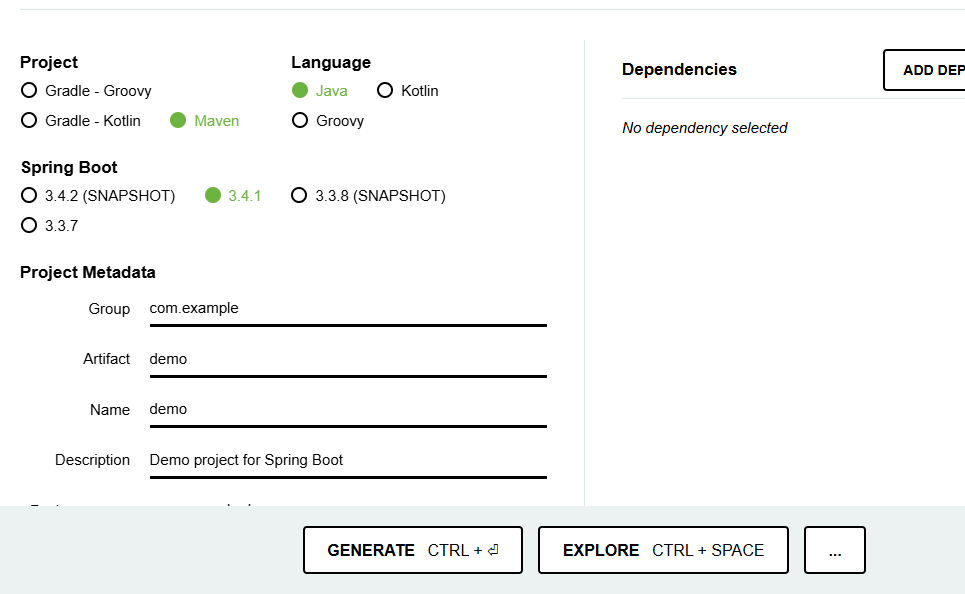 Project
Language
Gradle - Groovy
Java Kotlin
Gradle - Kotlin Maven
Groovy
Spring Boot
3.4.2 (SNAPSHOT) 3.4.1 3.3.8 (SNAPSHOT)
3.3.7
Project Metadata
Group com.example
Artifact demo
Name demo
Description Demo project for Spring Boot
Dependencies
ADD DEP
No dependency selected
GENERATE CTRL + ⏎
EXPLORE CTRL + SPACE
...